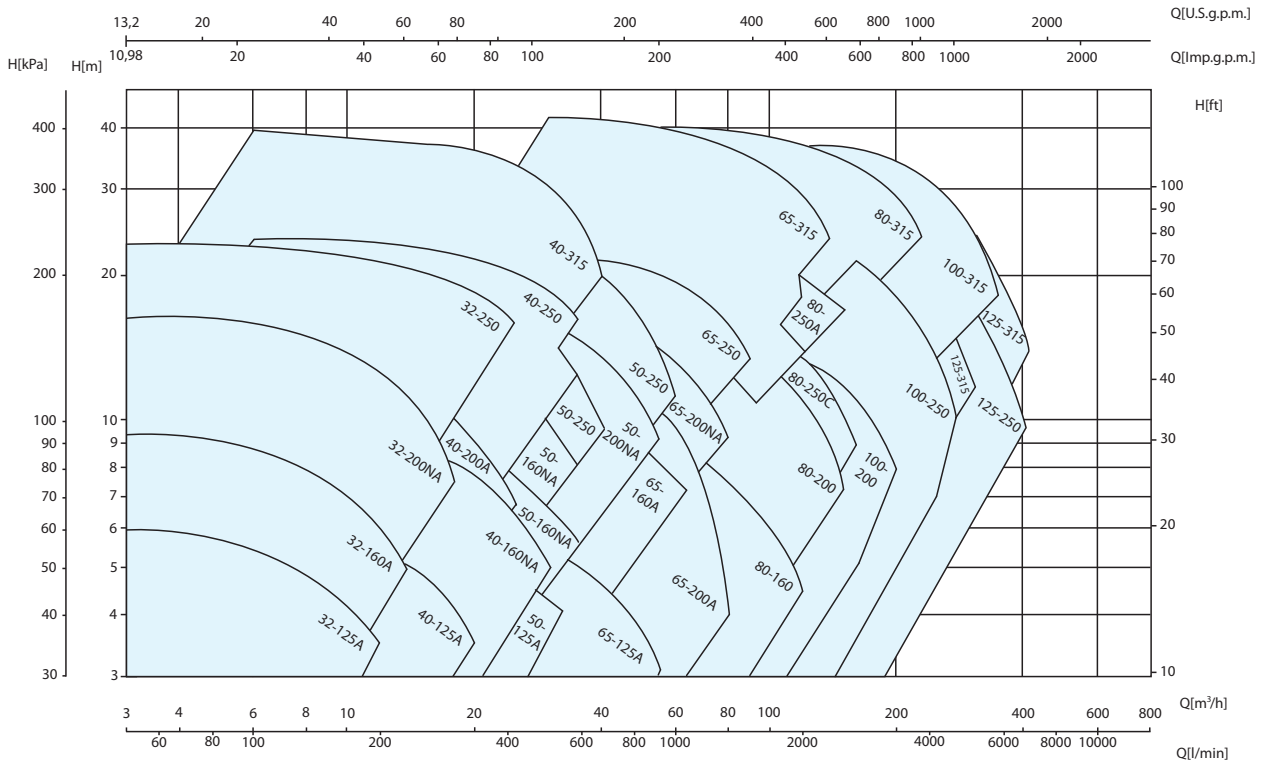 13,2 20 40 60 80 200 400 600 800 1000 2000 Q[U.S.g.p.m.]
10,98 20 40 60 80 100 200 400 600 800 1000 2000 Q[Imp.g.p.m.]
H[kPa] H[m] H[ft]
400 40
300 30 100
90
80
200 20 70
60
50
40
100 10
90 9 30
80 8
70 7
60 6 20
50 5
40 4
30 3 10
40-315
65-315
80-315
100-315
125-315
32-250
40-250
65-250
80-
250A
50-250
65-200NA
80-250C
100-250
125-315
125-250
32-200NA
40-200A
50-250
50-
200NA
50-
160NA
65-
160A
80-200
100-
200
32-160A
40-160NA
50-160NA
65-200A
80-160
32-125A
40-125A
50-
125A
65-125A
3 4 6 8 10 20 40 60 80 100 200 400 600 800 Q[m³/h]
60 80 100 200 400 600 800 1000 2000 4000 6000 8000 10000 Q[l/min]